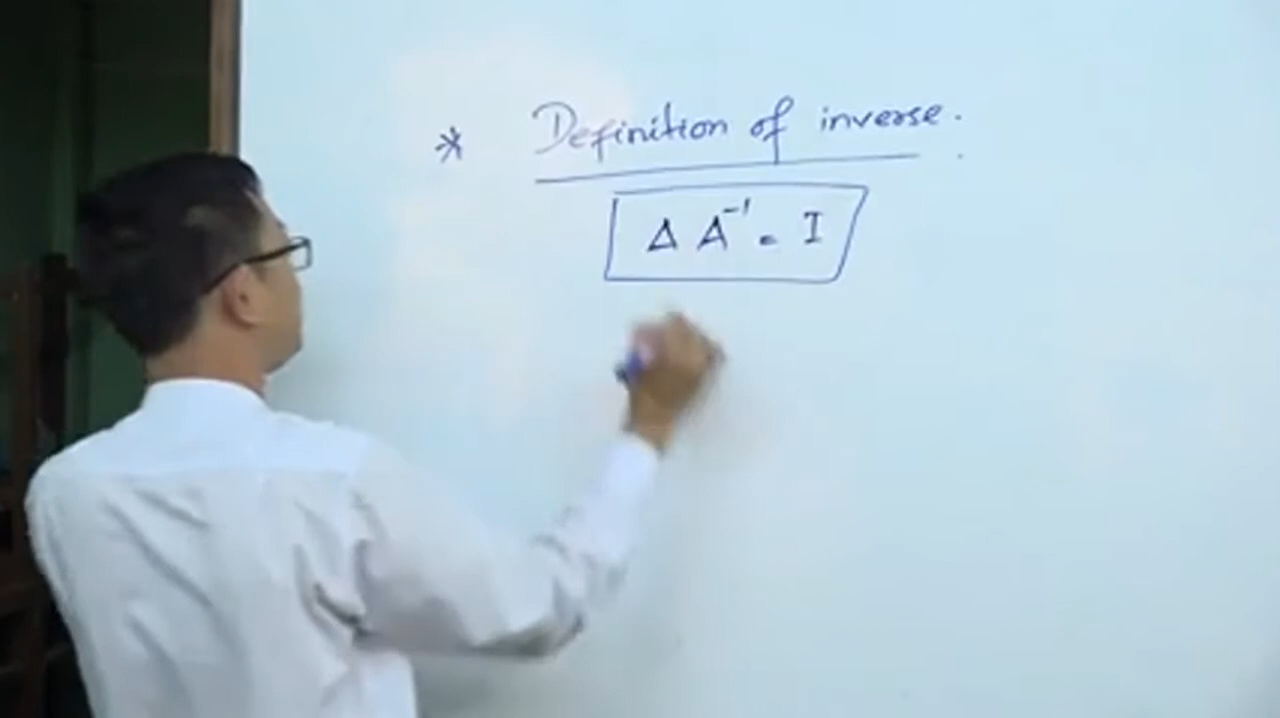 * Definition of inverse.
A A⁻¹ = I